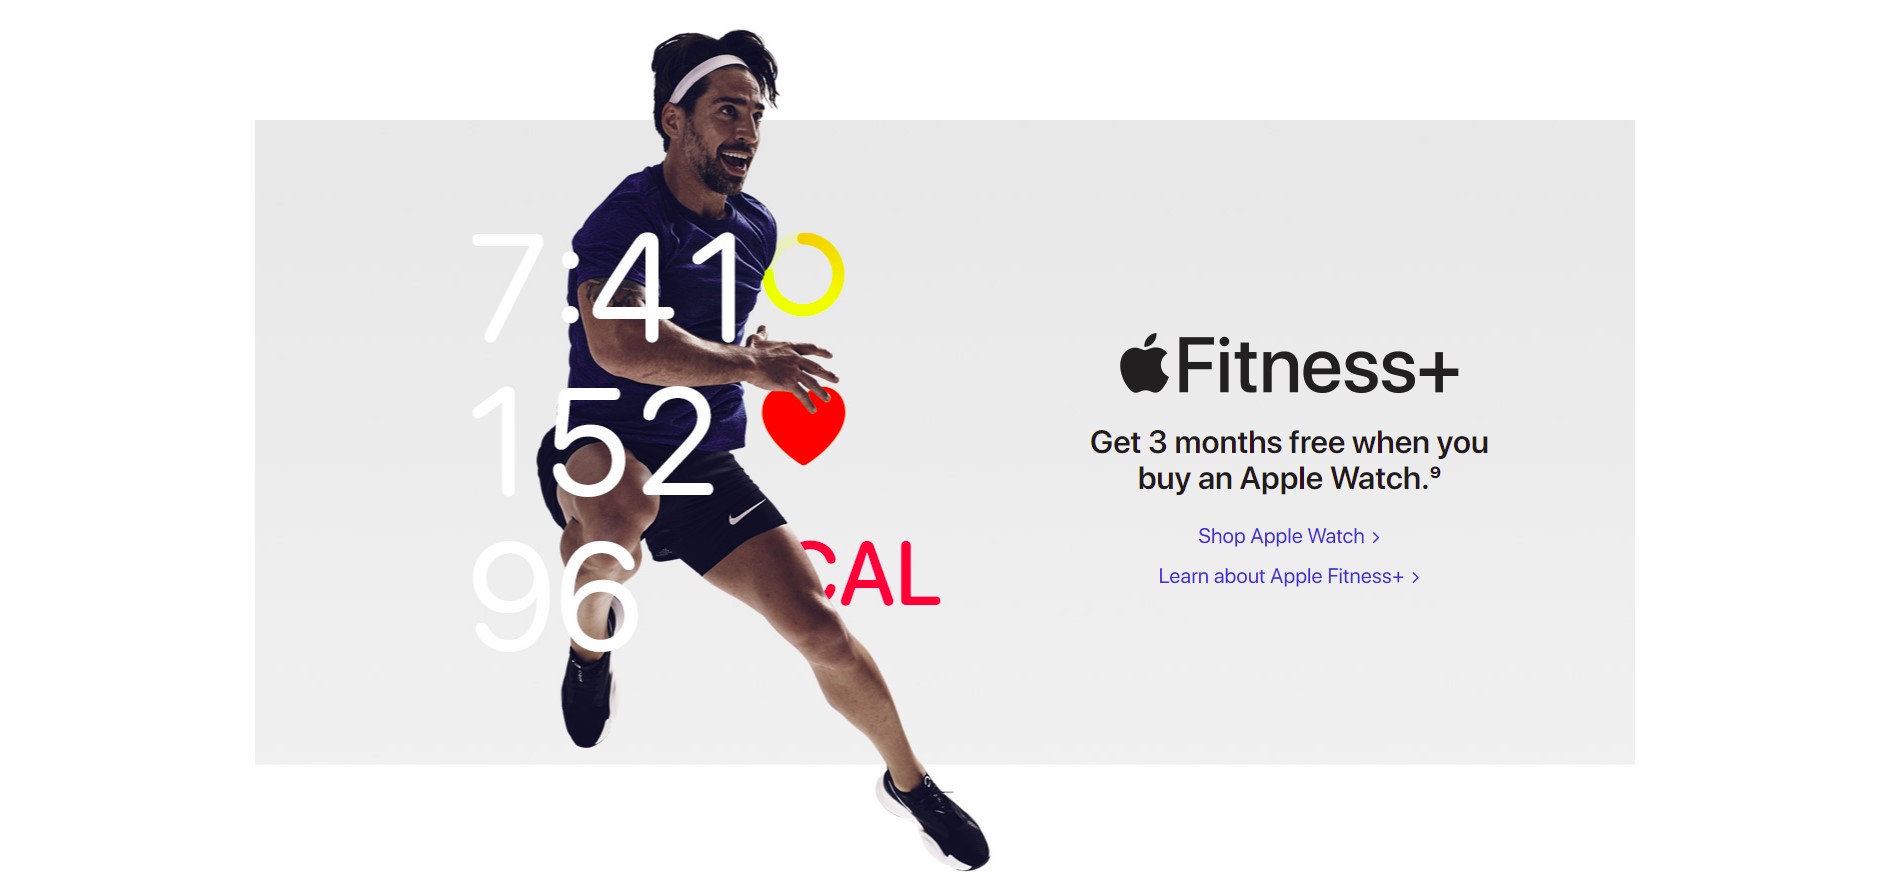 7:41
152
96 CAL
Fitness+
Get 3 months free when you
buy an Apple Watch.⁹
Shop Apple Watch >
Learn about Apple Fitness+ >